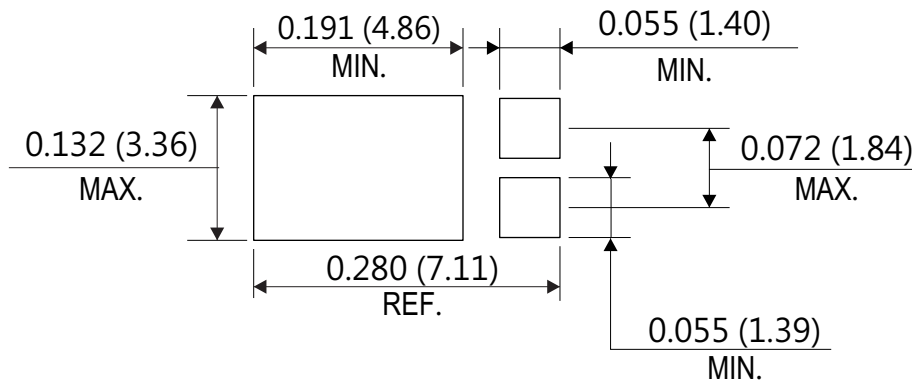 0.191 (4.86)
MIN.
0.055 (1.40)
MIN.
0.132 (3.36)
MAX.
0.072 (1.84)
MAX.
0.280 (7.11)
REF.
0.055 (1.39)
MIN.